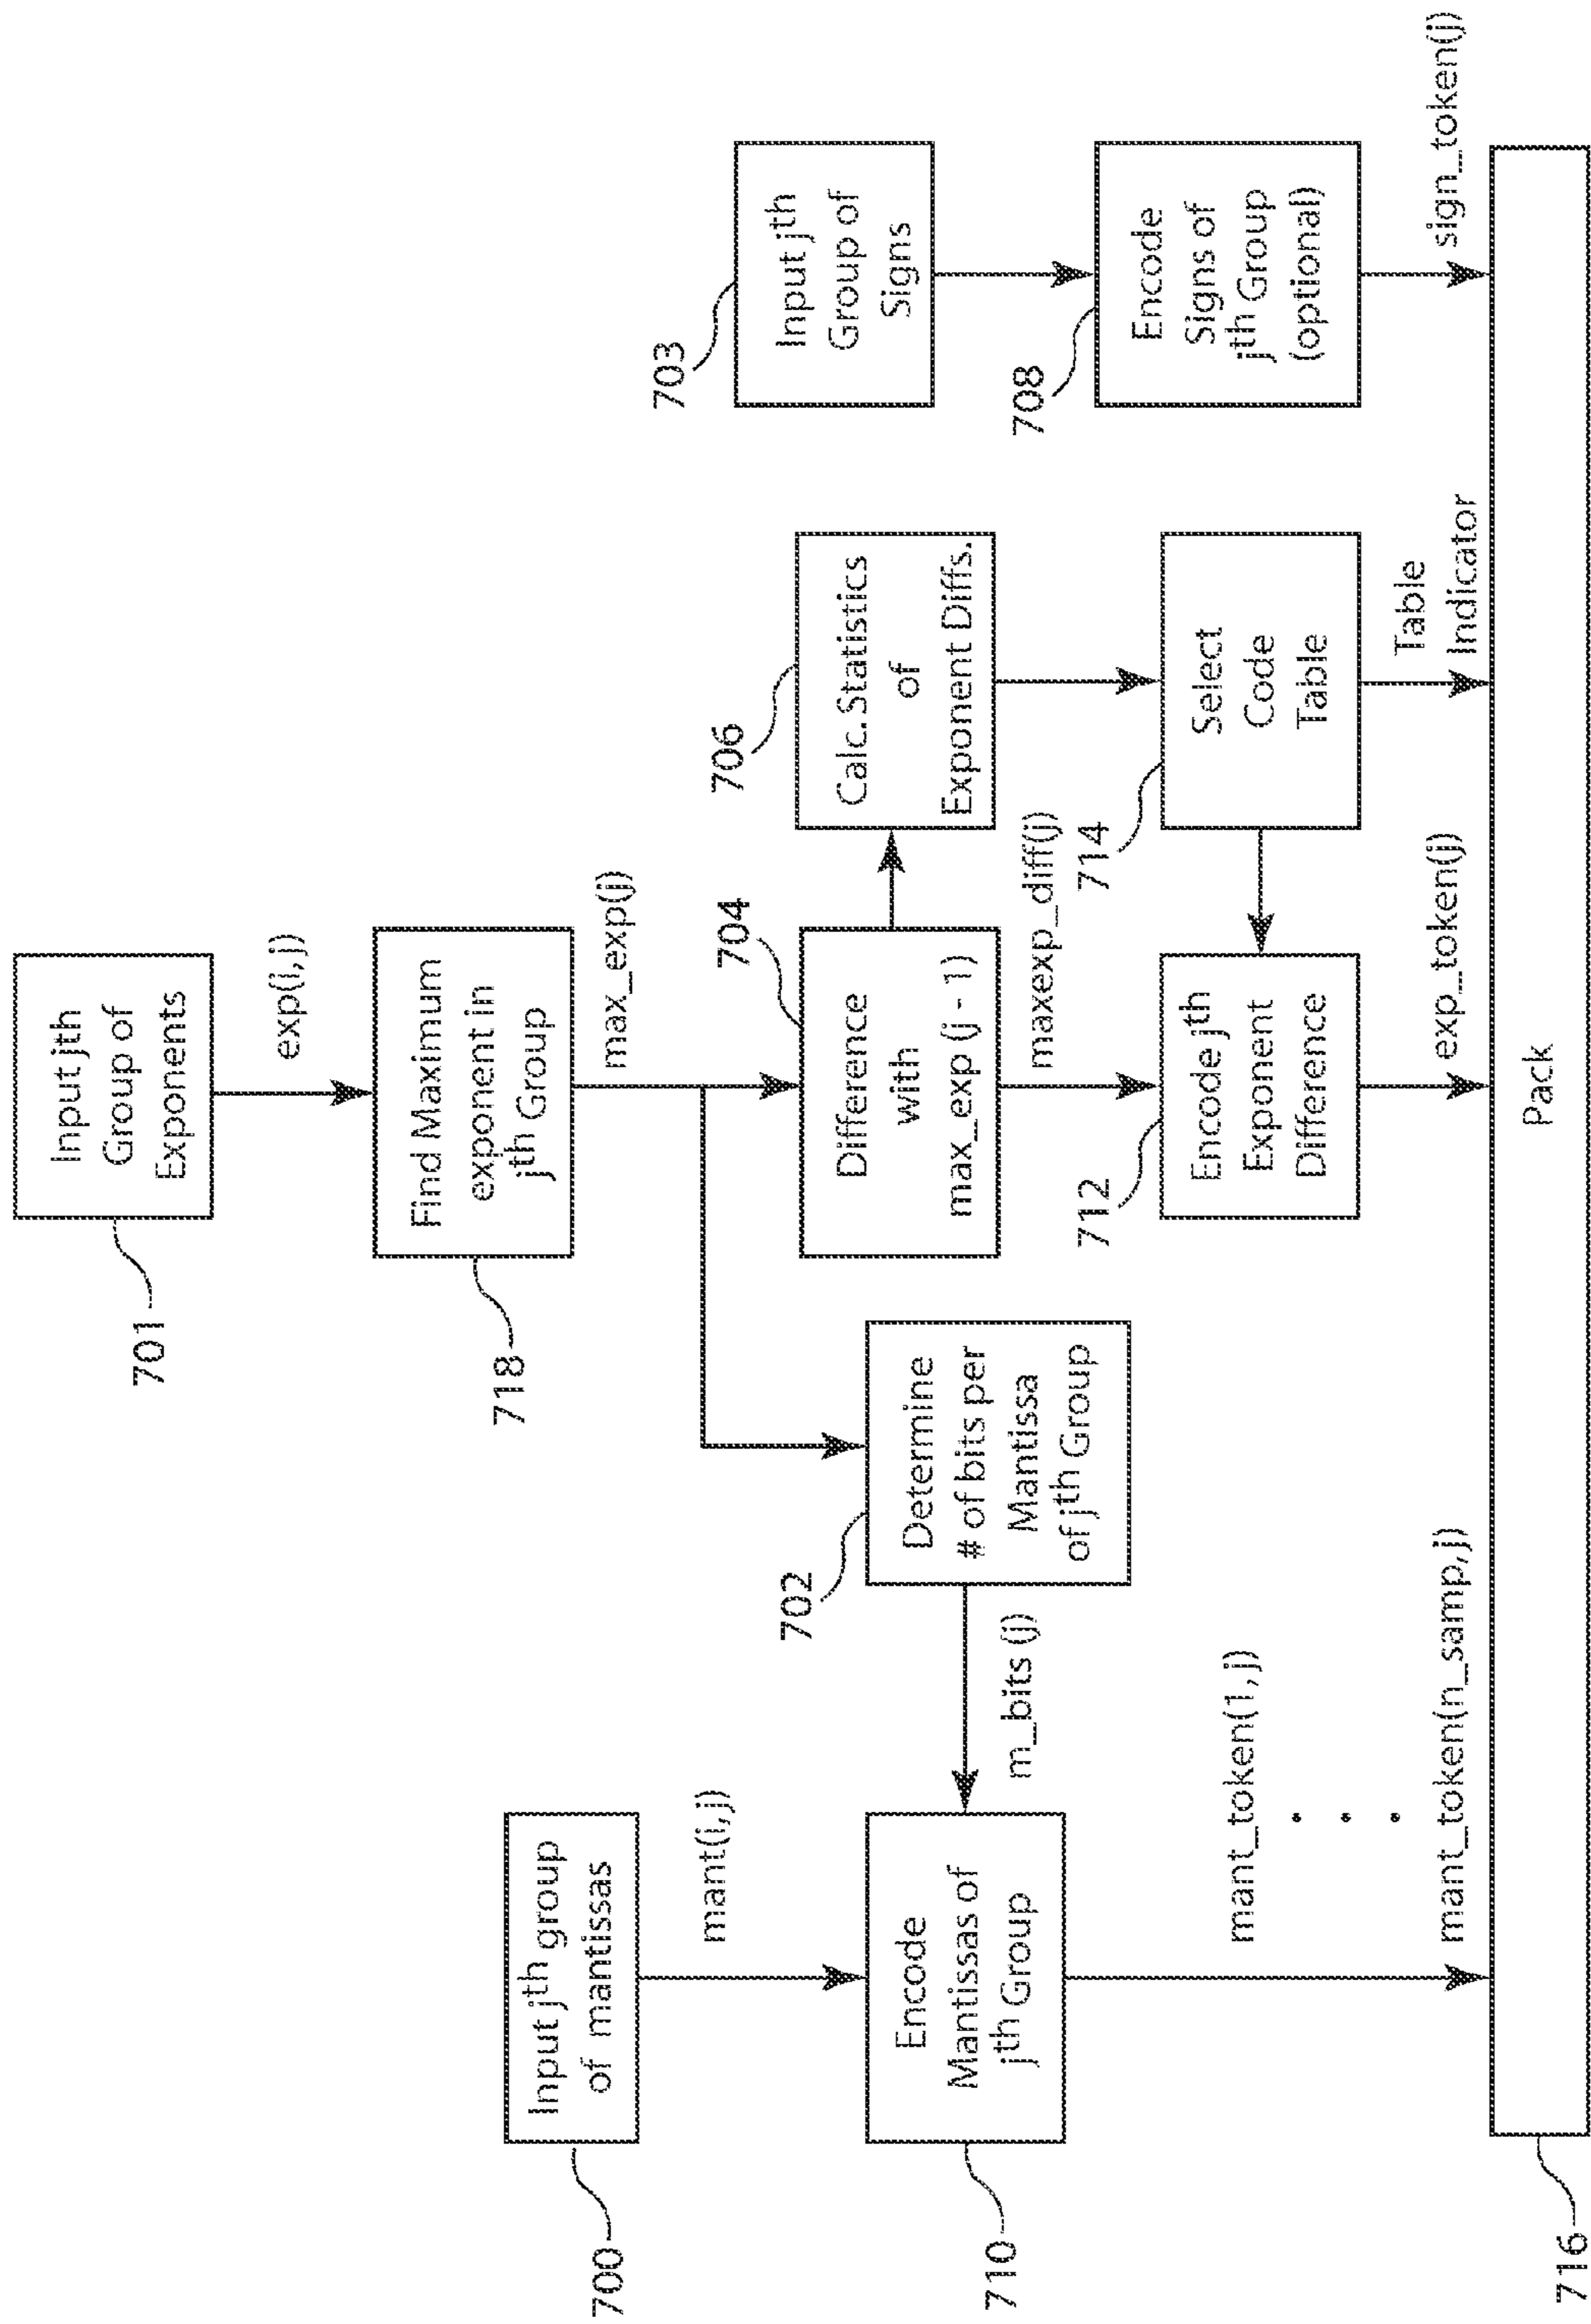 701
Input jth
Group of
Exponents
exp(i, j)
718
Find Maximum
exponent in
jth Group
max_exp(j)
700
Input jth group
of mantissas
mant(i, j)
702
Determine
# of bits per
Mantissa
of jth Group
m_bits (j)
710
Encode
Mantissas of
jth Group
mant_token(1, j)
mant_token(n_samp, j)
704
Difference
with
max_exp (j - 1)
maxexp_diff(j)
706
Calc. Statistics
of
Exponent Diffs.
712
Encode jth
Exponent
Difference
exp_token(j)
714
Select
Code
Table
Table
Indicator
703
Input jth
Group of
Signs
708
Encode
Signs of
jth Group
(optional)
sign_token(j)
716
Pack